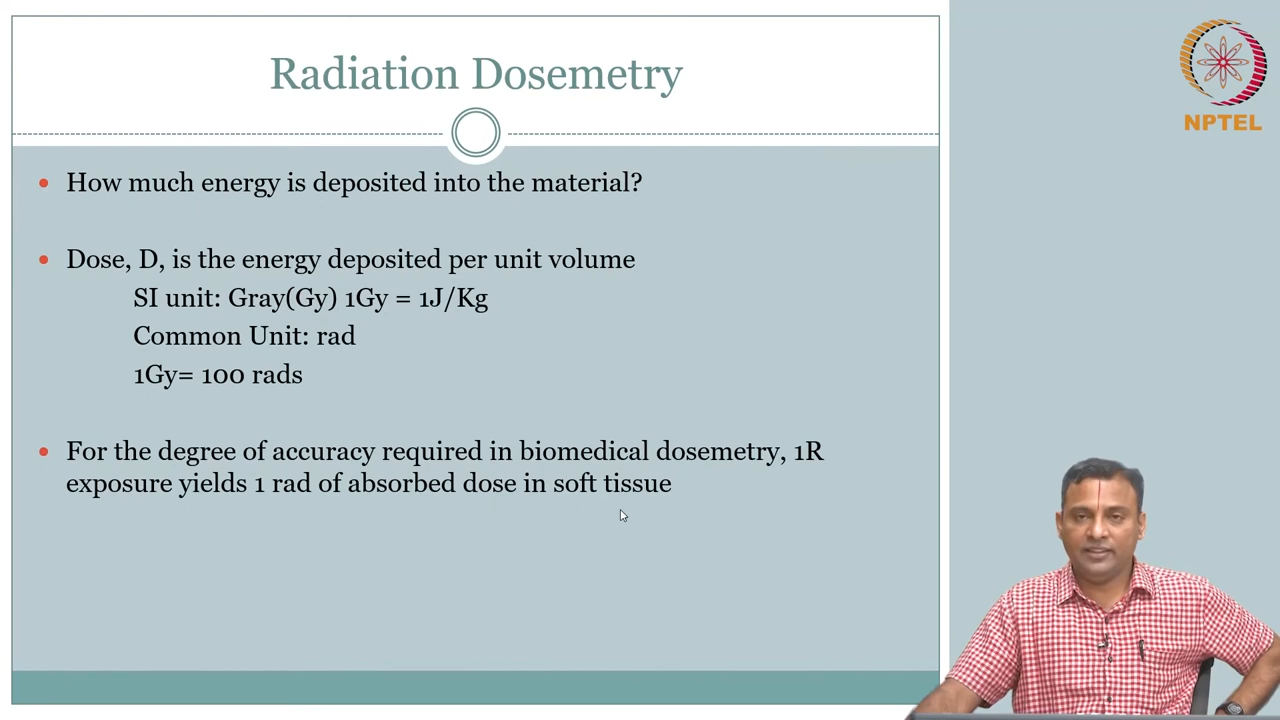 Radiation Dosemetry
NPTEL
How much energy is deposited into the material?
Dose, D, is the energy deposited per unit volume
SI unit: Gray(Gy) 1Gy = 1J/Kg
Common Unit: rad
1Gy= 100 rads
For the degree of accuracy required in biomedical dosemetry, 1R
exposure yields 1 rad of absorbed dose in soft tissue